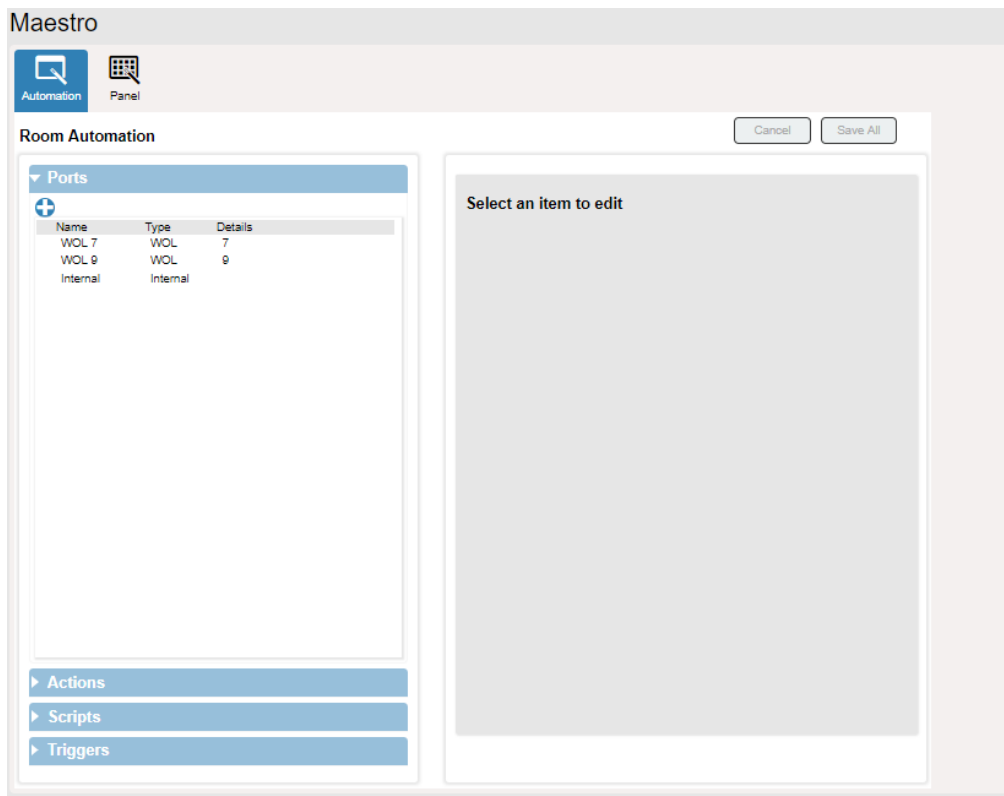 Maestro
Automation
Panel
Room Automation
Cancel
Save All
Ports
Name Type Details
WOL 7 WOL 7
WOL 9 WOL 9
Internal Internal
Actions
Scripts
Triggers
Select an item to edit